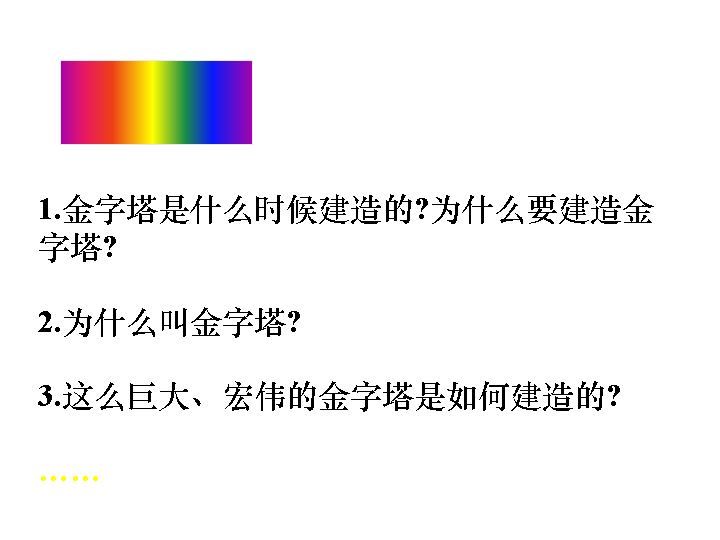 1.金字塔是什么时候建造的?为什么要建造金
字塔?
2.为什么叫金字塔?
3.这么巨大、宏伟的金字塔是如何建造的?
……